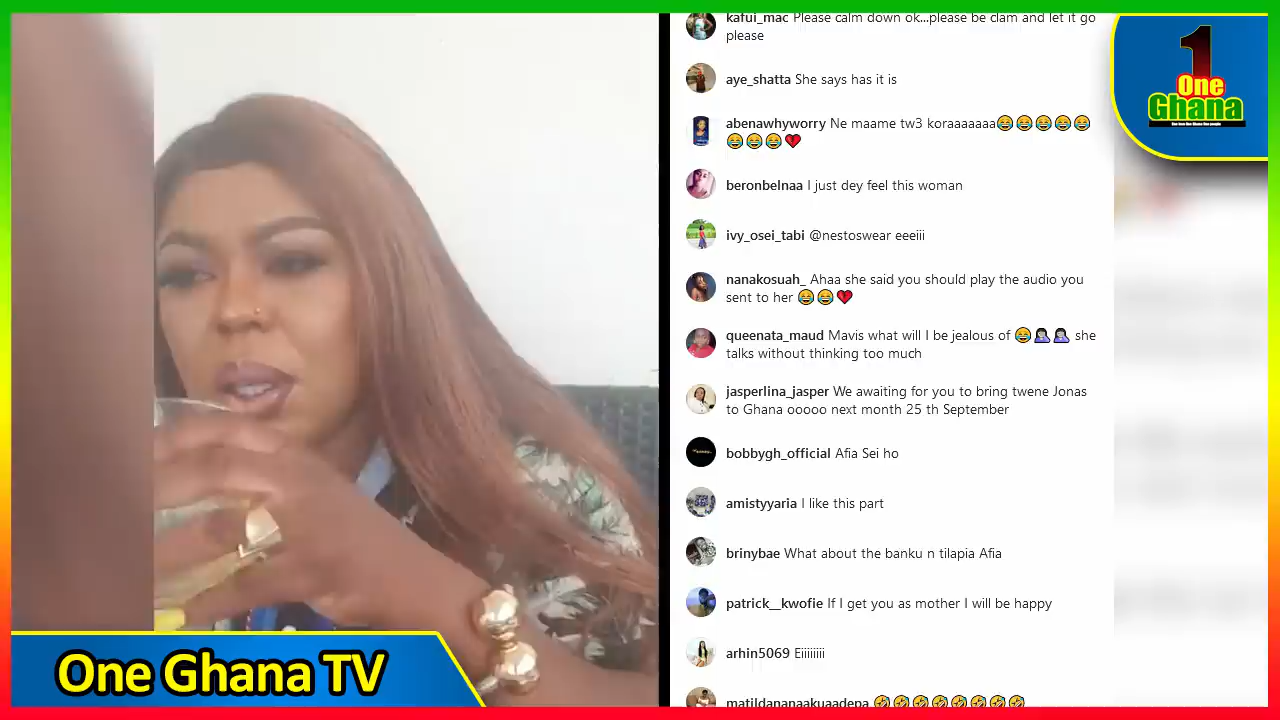 kafui_mac Please calm down ok...please be clam and let it go
please
aye_shatta She says has it is
abenawhyworry Ne maame tw3 koraaaaaaa😂😂😂😂😂
😂😂😂💔
beronbelnaa I just dey feel this woman
ivy_osei_tabi @nestoswear eeeiii
nanakosuah_ Ahaa she said you should play the audio you
sent to her 😂😂💔
queenata_maud Mavis what will I be jealous of 😂🤦🏻‍♀️🤦🏻‍♀️ she
talks without thinking too much
jasperlina_jasper We awaiting for you to bring twene Jonas
to Ghana ooooo next month 25 th September
bobbygh_official Afia Sei ho
amistyyaria I like this part
brinybae What about the banku n tilapia Afia
patrick__kwofie If I get you as mother I will be happy
arhin5069 Eiiiiiiii
matildananaakuaadepa 🤣🤣🤣🤣🤣🤣🤣🤣
1
One
Ghana
One Ghana TV